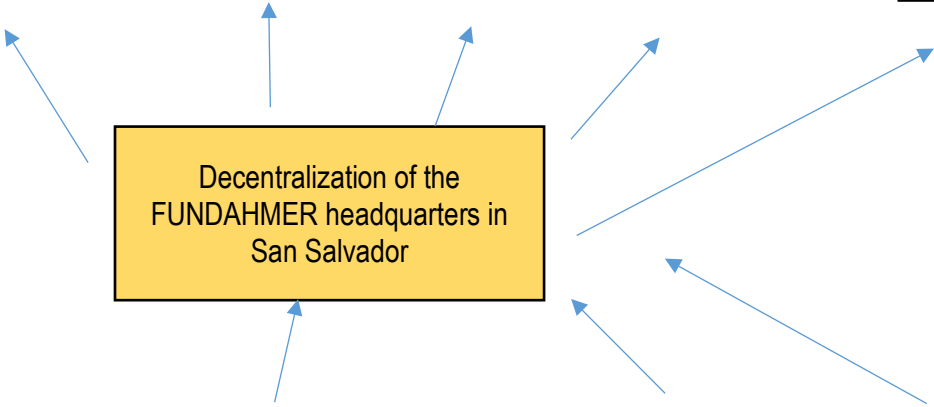 Decentralization of the
FUNDAHMER headquarters in
San Salvador